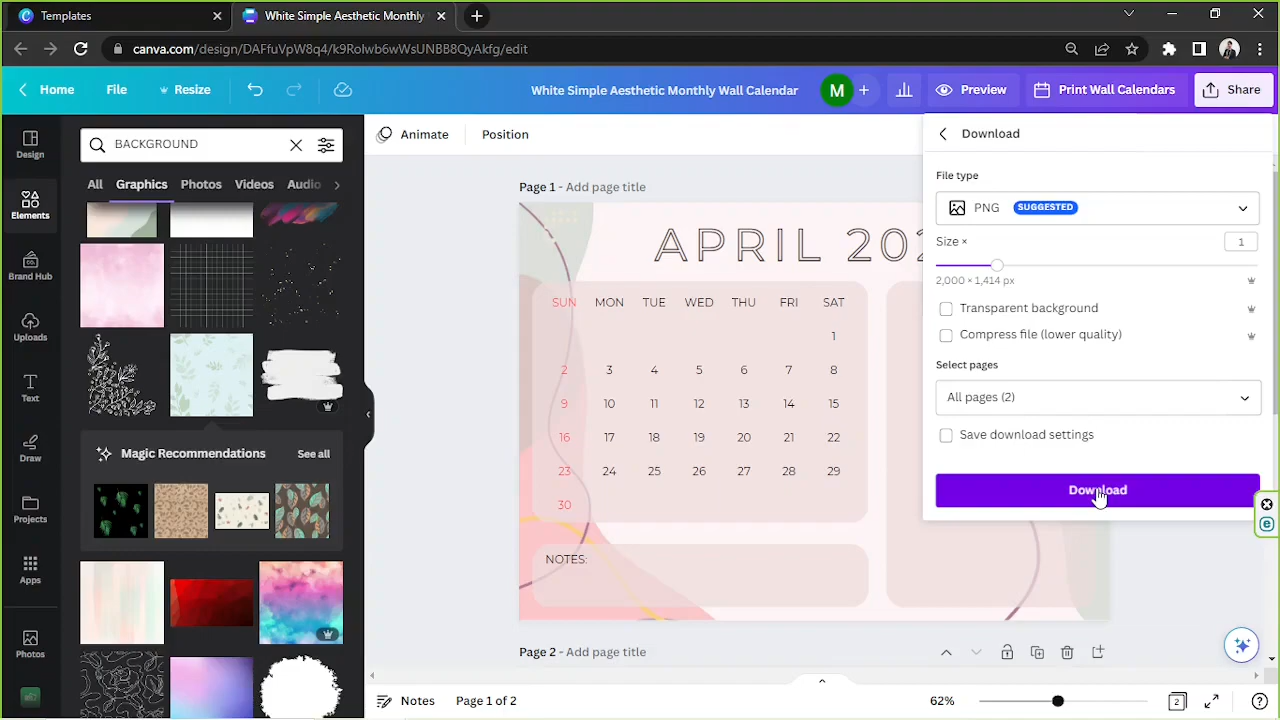 Templates
White Simple Aesthetic Monthly
canva.com/design/DAFfuVpW8q4/k9Rolwb6wWsUNBB8QyAkfg/edit
Home
File
Resize
White Simple Aesthetic Monthly Wall Calendar
M
Preview
Print Wall Calendars
Share
Design
Elements
Brand Hub
Uploads
Text
Draw
Projects
Apps
Photos
BACKGROUND
All
Graphics
Photos
Videos
Audio
Magic Recommendations
See all
Animate
Position
Page 1 - Add page title
APRIL 202
SUN MON TUE WED THU FRI SAT
1
2 3 4 5 6 7 8
9 10 11 12 13 14 15
16 17 18 19 20 21 22
23 24 25 26 27 28 29
30
NOTES:
Page 2 - Add page title
Download
File type
PNG SUGGESTED
Size × 1
2,000 × 1,414 px
Transparent background
Compress file (lower quality)
Select pages
All pages (2)
Save download settings
Download
Notes
Page 1 of 2
62%
2